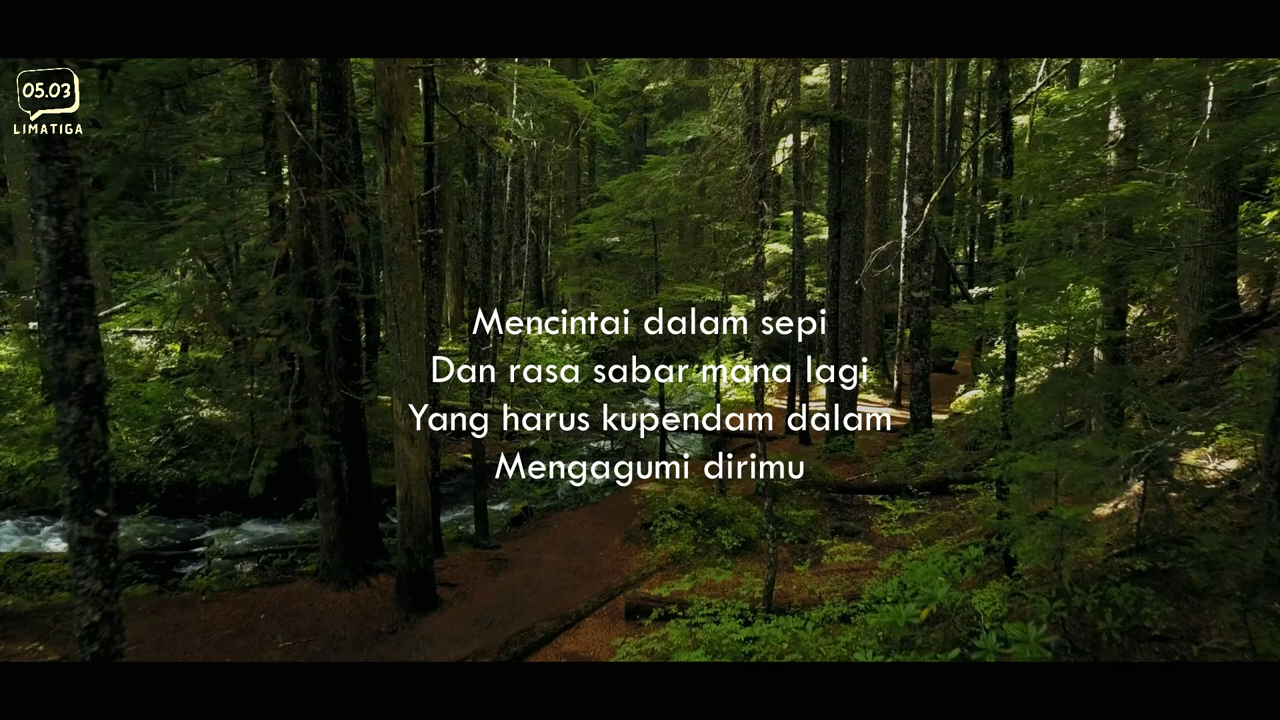 05.03
LIMATIGA
Mencintai dalam sepi
Dan rasa sabar mana lagi
Yang harus kupendam dalam
Mengagumi dirimu